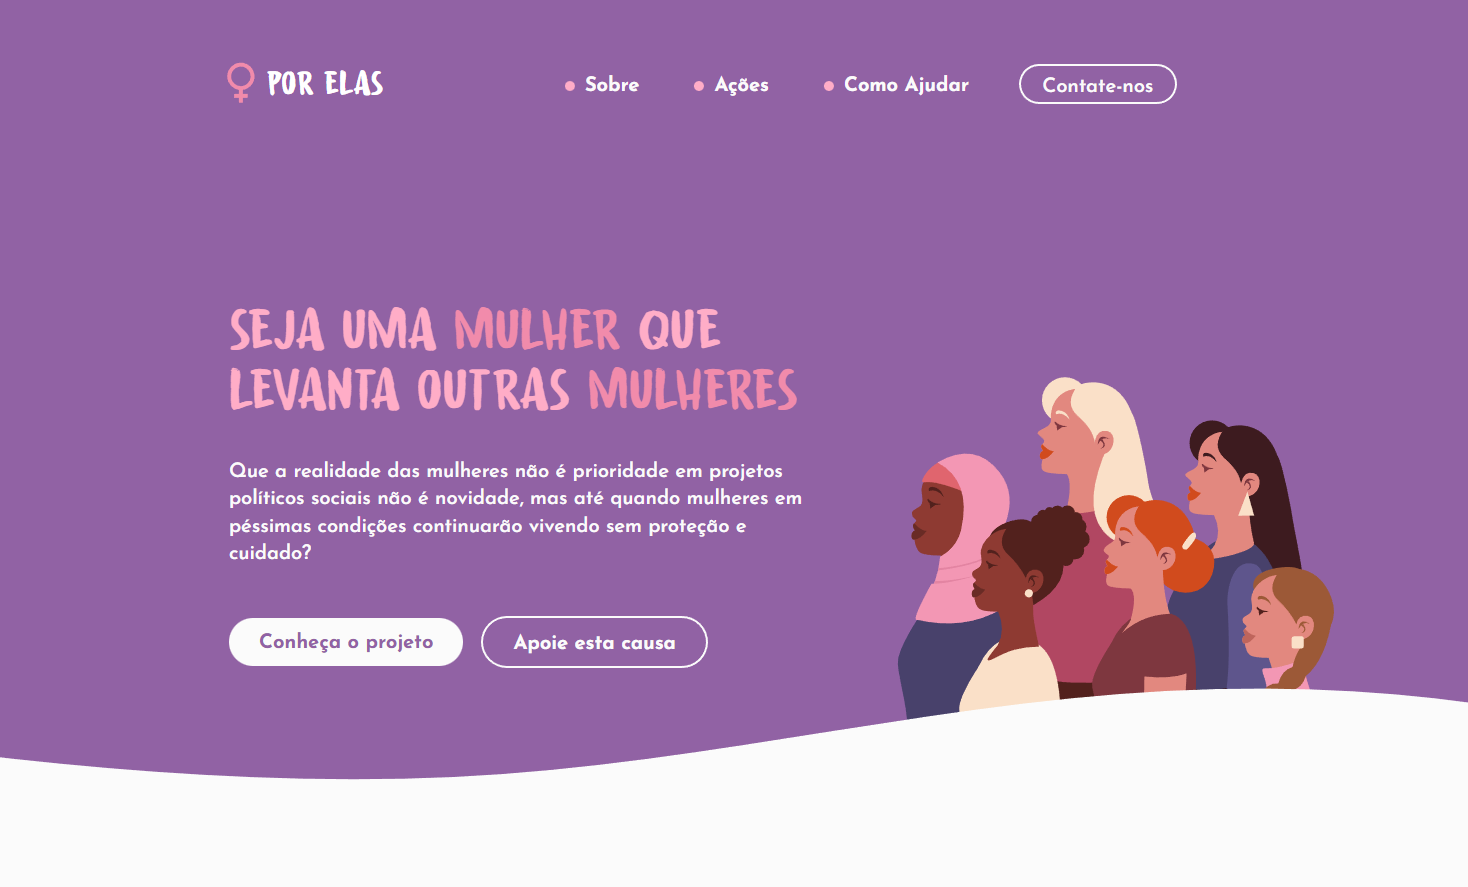 POR ELAS
Sobre
Ações
Como Ajudar
Contate-nos
SEJA UMA MULHER QUE
LEVANTA OUTRAS MULHERES
Que a realidade das mulheres não é prioridade em projetos
políticos sociais não é novidade, mas até quando mulheres em
péssimas condições continuarão vivendo sem proteção e
cuidado?
Conheça o projeto
Apoie esta causa